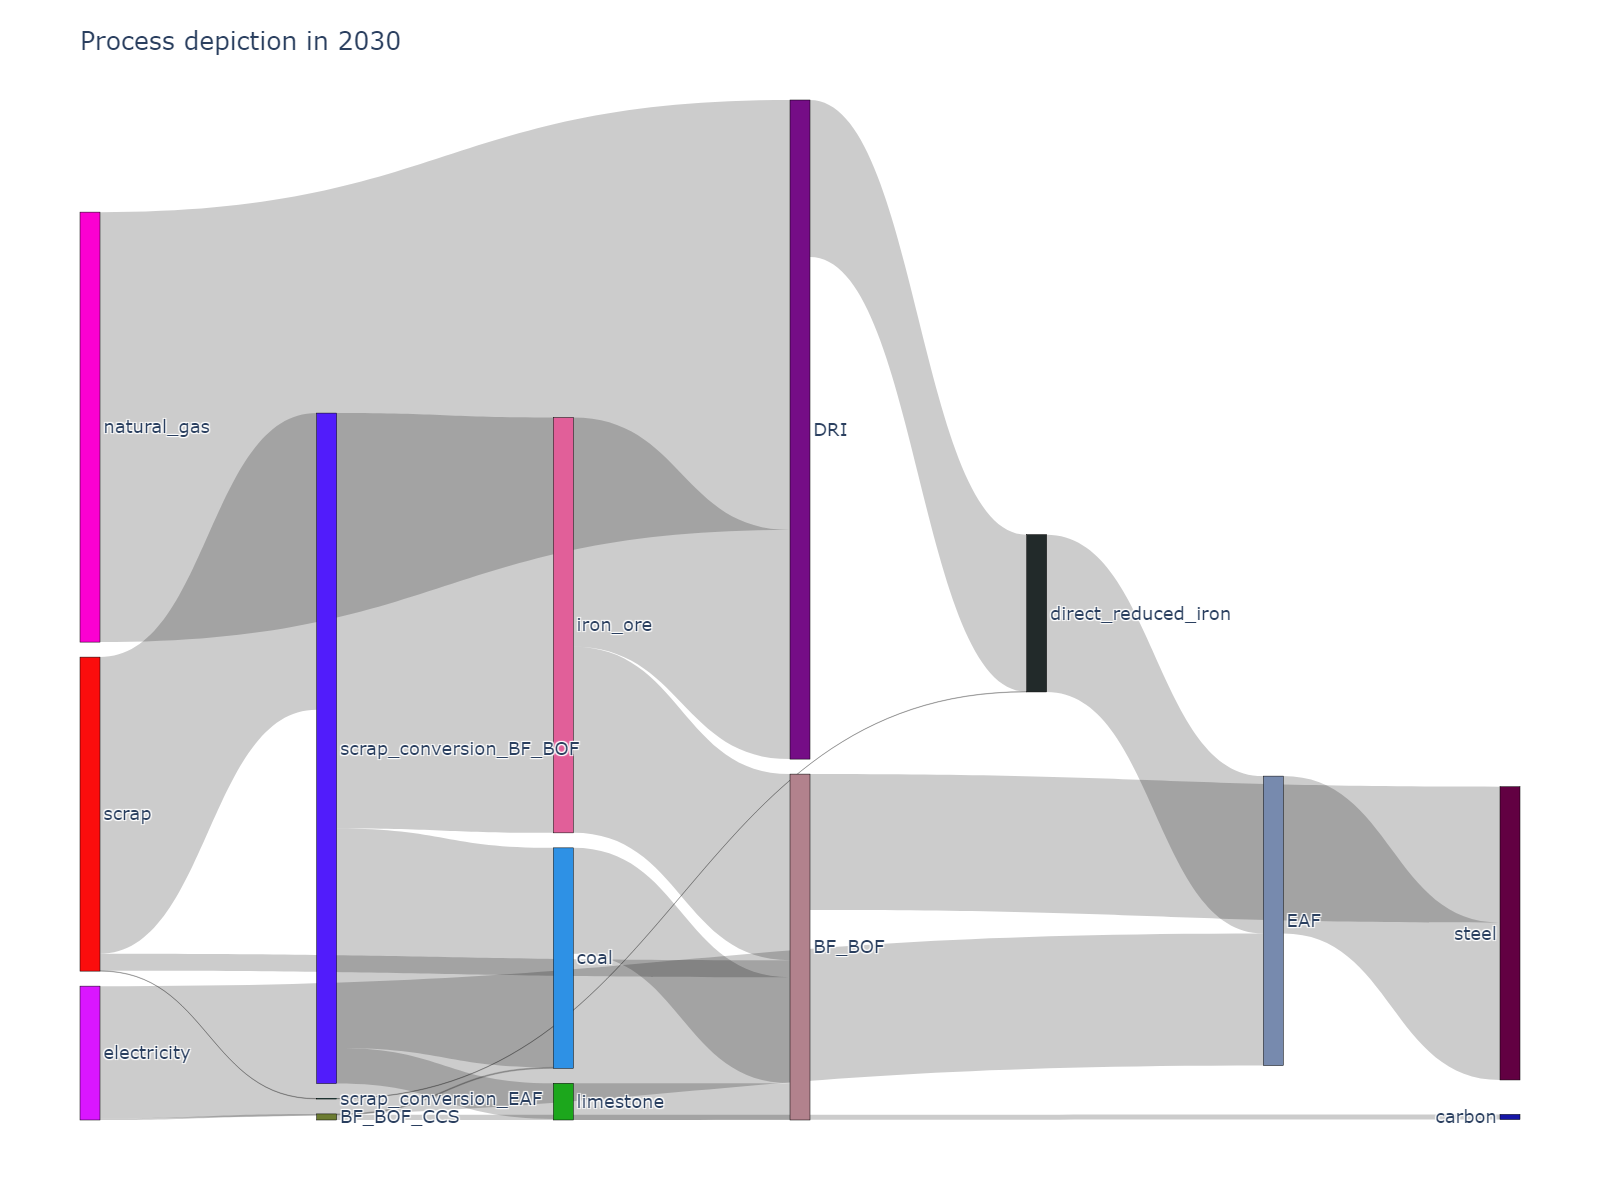 Process depiction in 2030
natural_gas
DRI
direct_reduced_iron
iron_ore
scrap_conversion_BF_BOF
scrap
EAF
steel
BF_BOF
coal
electricity
scrap_conversion_EAF
limestone
BF_BOF_CCS
carbon